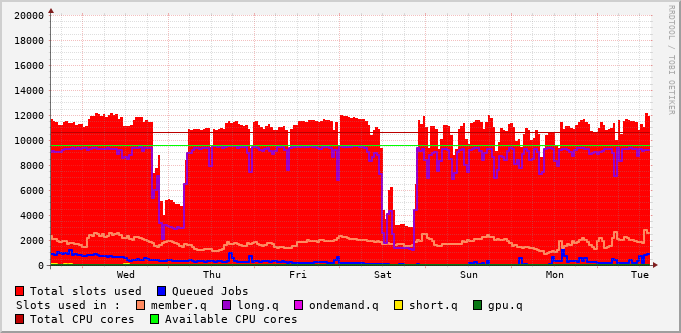 RRDTOOL / TOBI OETIKER
20000
18000
16000
14000
12000
10000
8000
6000
4000
2000
0
Wed Thu Fri Sat Sun Mon Tue
Total slots used Queued Jobs
Slots used in : member.q long.q ondemand.q short.q gpu.q
Total CPU cores Available CPU cores